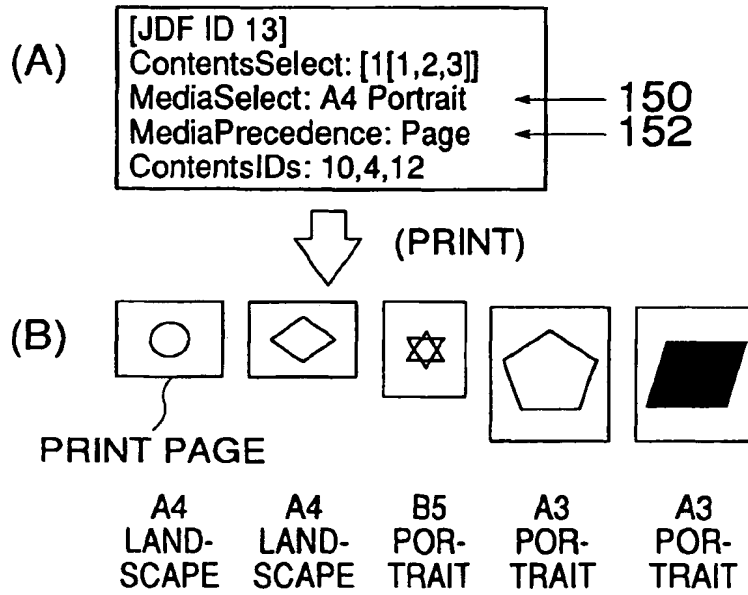 (A)
[JDF ID 13]
ContentsSelect: [1[1,2,3]]
MediaSelect: A4 Portrait
150
MediaPrecedence: Page
152
ContentsIDs: 10,4,12
(PRINT)
(B)
PRINT PAGE
A4 A4 B5 A3 A3
LAND- LAND- POR- POR- POR-
SCAPE SCAPE TRAIT TRAIT TRAIT